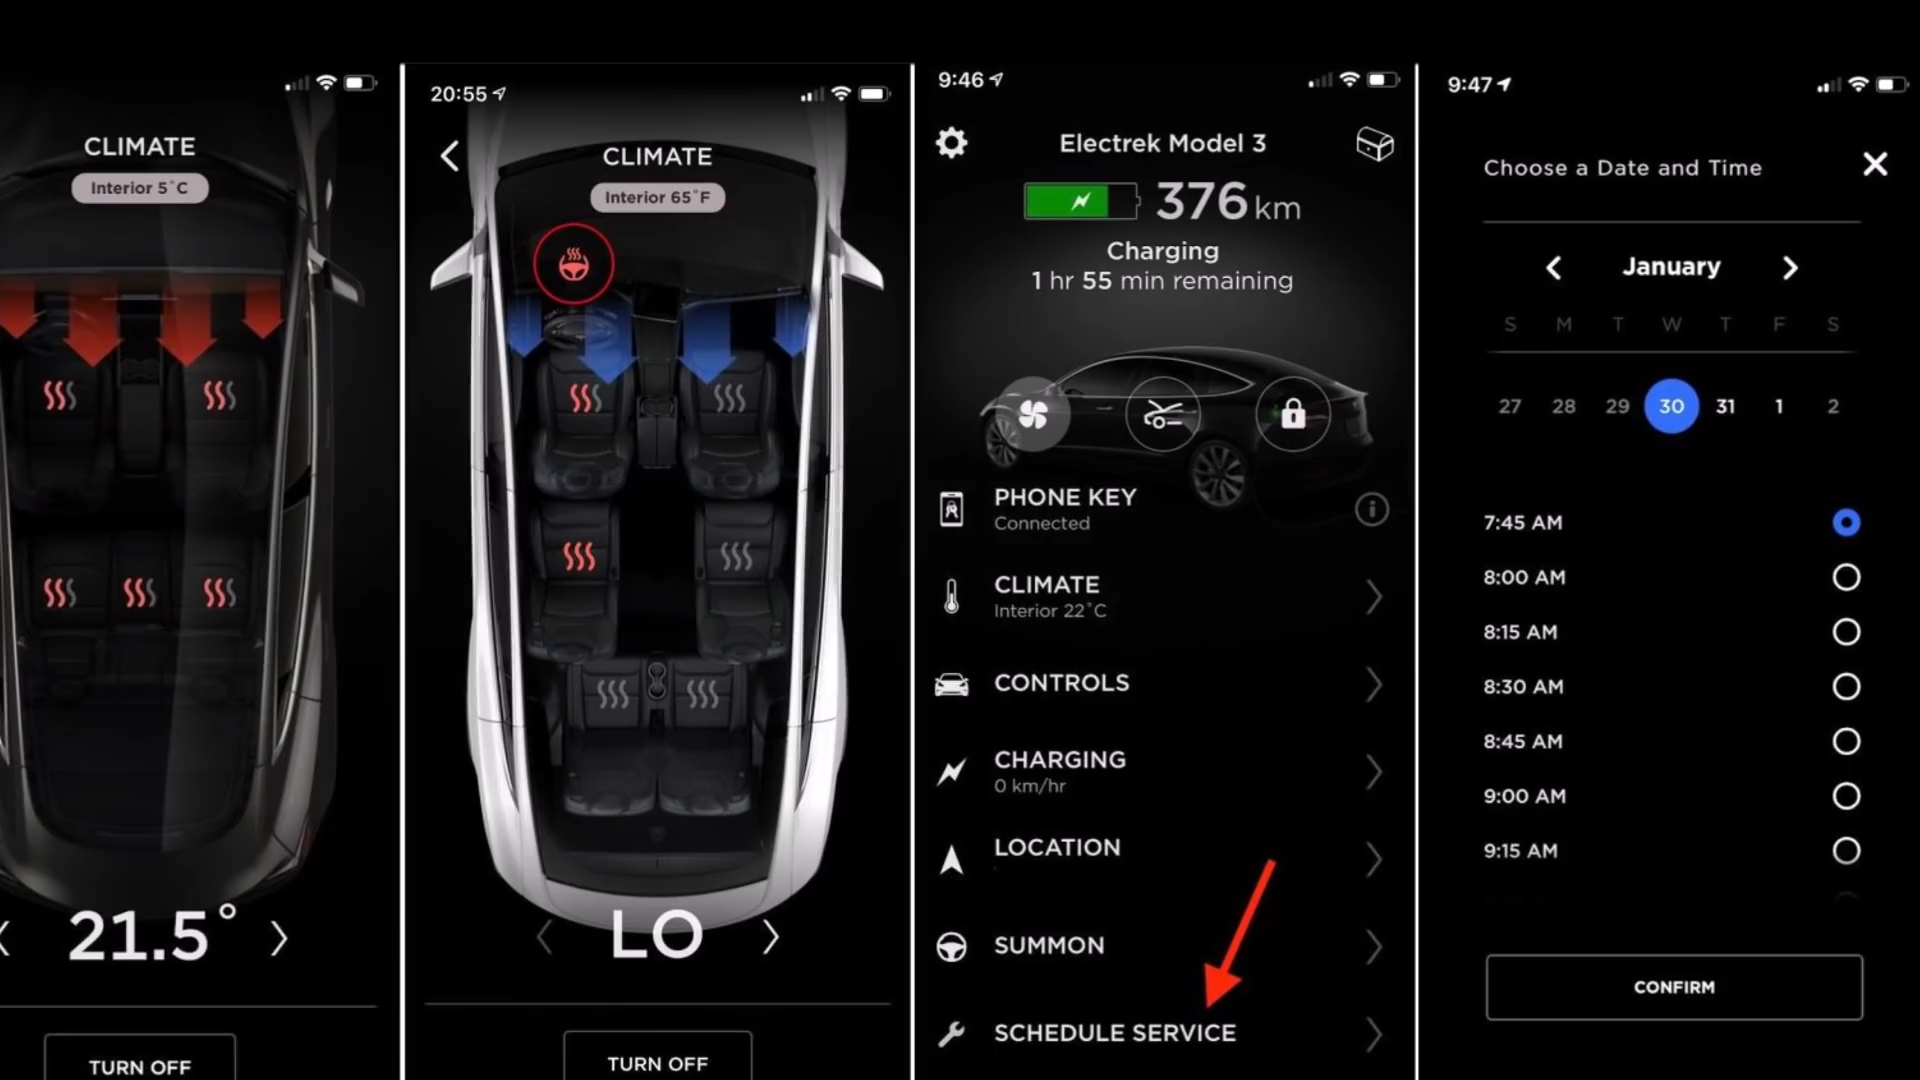 CLIMATE
Interior 5°C
21.5°
TURN OFF
20:55
CLIMATE
Interior 65°F
LO
TURN OFF
9:46
Electrek Model 3
376 km
Charging
1 hr 55 min remaining
PHONE KEY
Connected
CLIMATE
Interior 22°C
CONTROLS
CHARGING
0 km/hr
LOCATION
SUMMON
SCHEDULE SERVICE
9:47
Choose a Date and Time
January
S M T W T F S
27 28 29 30 31 1 2
7:45 AM
8:00 AM
8:15 AM
8:30 AM
8:45 AM
9:00 AM
9:15 AM
CONFIRM